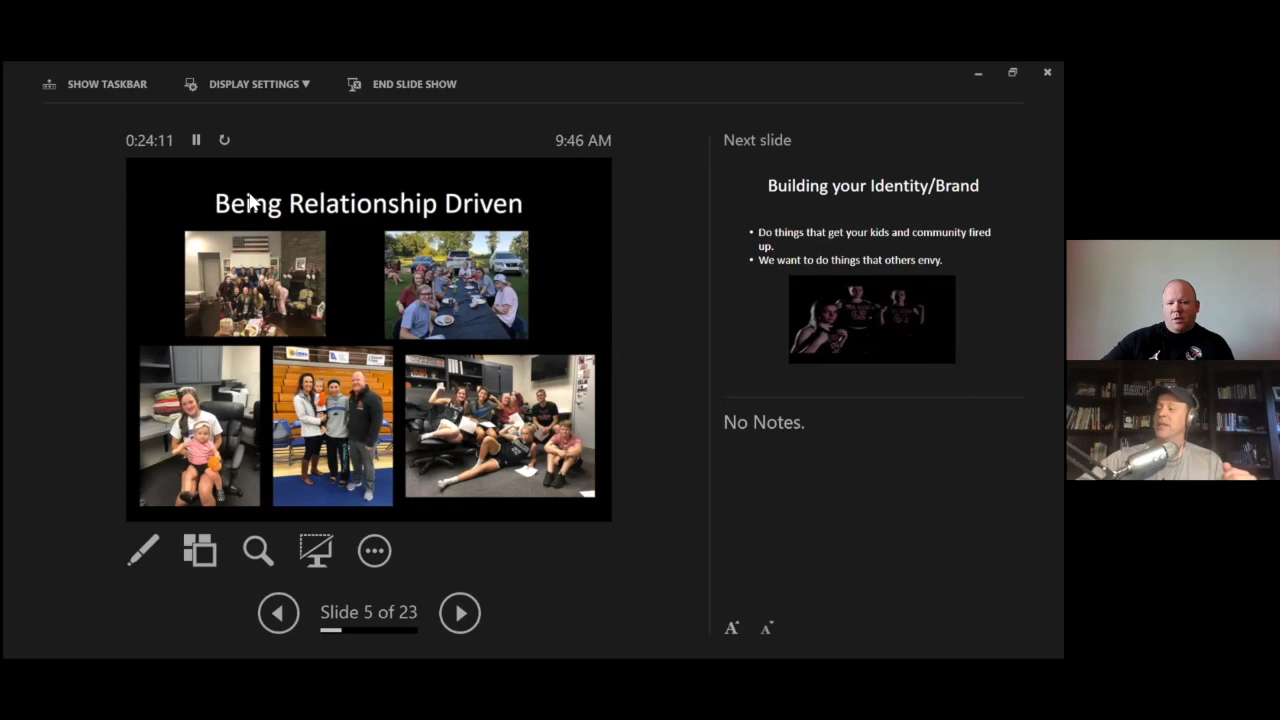 SHOW TASKBAR
DISPLAY SETTINGS ▼
END SLIDE SHOW
0:24:11
9:46 AM
Being Relationship Driven
Next slide
Building your Identity/Brand
• Do things that get your kids and community fired
up.
• We want to do things that others envy.
No Notes.
Slide 5 of 23
A
A